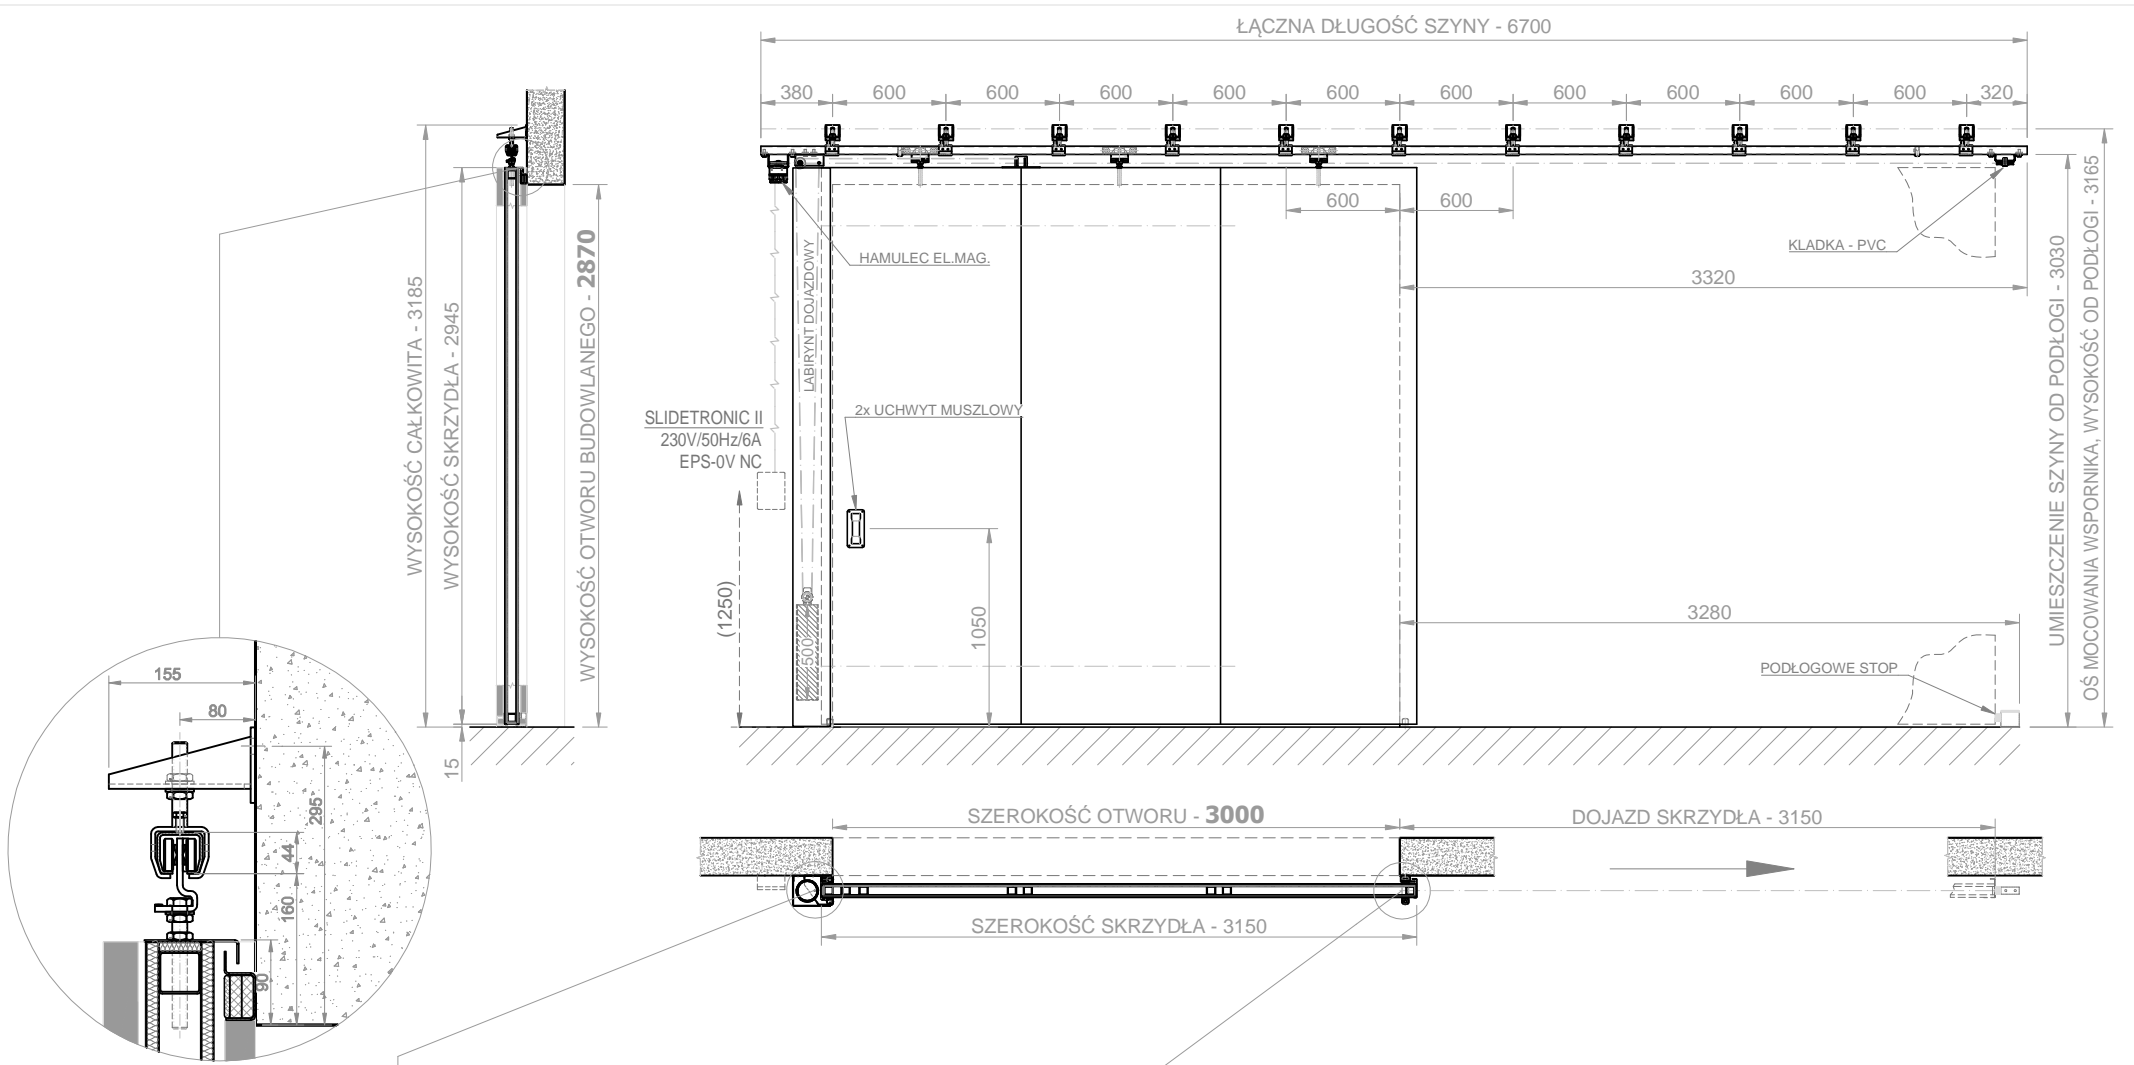 ŁĄCZNA DŁUGOŚĆ SZYNY - 6700
380 600 600 600 600 600 600 600 600 600 600 320
600 600
HAMULEC EL.MAG.
KLADKA - PVC
3320
LABIRYNT DOJAZDOWY
2x UCHWYT MUSZLOWY
SLIDETRONIC II
230V/50Hz/6A
EPS-0V NC
(1250)
500
1050
3280
PODŁOGOWE STOP
UMIESZCZENIE SZYNY OD PODŁOGI - 3030
OŚ MOCOWANIA WSPORNIKA, WYSOKOŚĆ OD PODŁOGI - 3165
WYSOKOŚĆ CAŁKOWITA - 3185
WYSOKOŚĆ SKRZYDŁA - 2945
WYSOKOŚĆ OTWORU BUDOWLANEGO - 2870
15
155
80
295
44
160
90
SZEROKOŚĆ OTWORU - 3000
DOJAZD SKRZYDŁA - 3150
SZEROKOŚĆ SKRZYDŁA - 3150